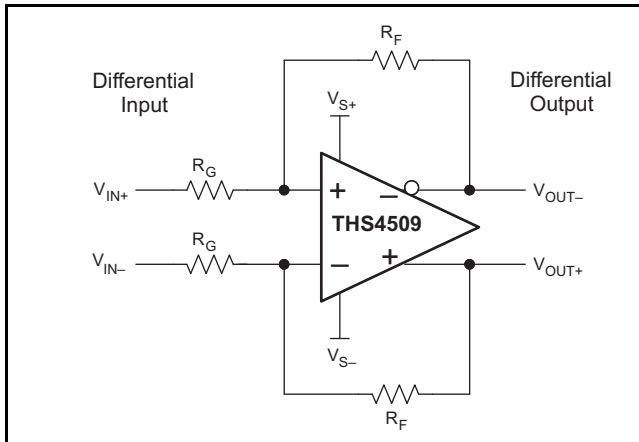 R_F
Differential
Input
Differential
Output
V_S+
R_G
V_IN+
+
−
THS4509
V_OUT–
R_G
V_IN–
−
+
V_OUT+
V_S–
R_F